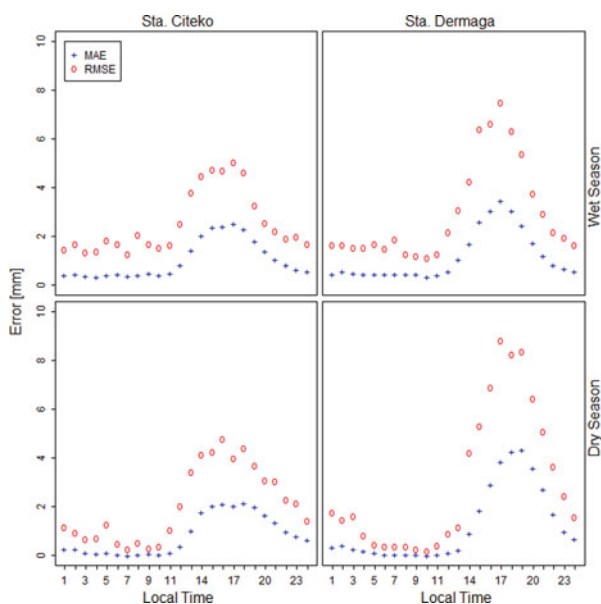 Sta. Citeko
Sta. Dermaga
MAE
RMSE
10
8
6
4
2
0
Wet Season
Error [mm]
10
8
6
4
2
0
Dry Season
1 3 5 7 9 11 14 17 20 23
1 3 5 7 9 11 14 17 20 23
Local Time
Local Time